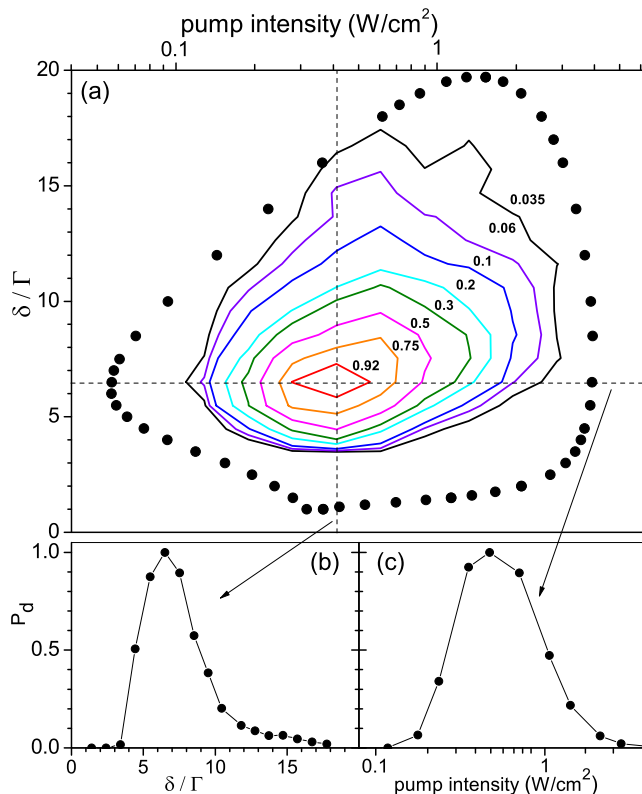 pump intensity (W/cm²)
0.1 1
20
(a)
15
10
5
0
δ / Γ
0.035
0.06
0.1
0.2
0.3
0.5
0.75
0.92
1.0
0.5
0.0
P_d
(b)
(c)
0 5 10 15
0.1 1
δ / Γ
pump intensity (W/cm²)